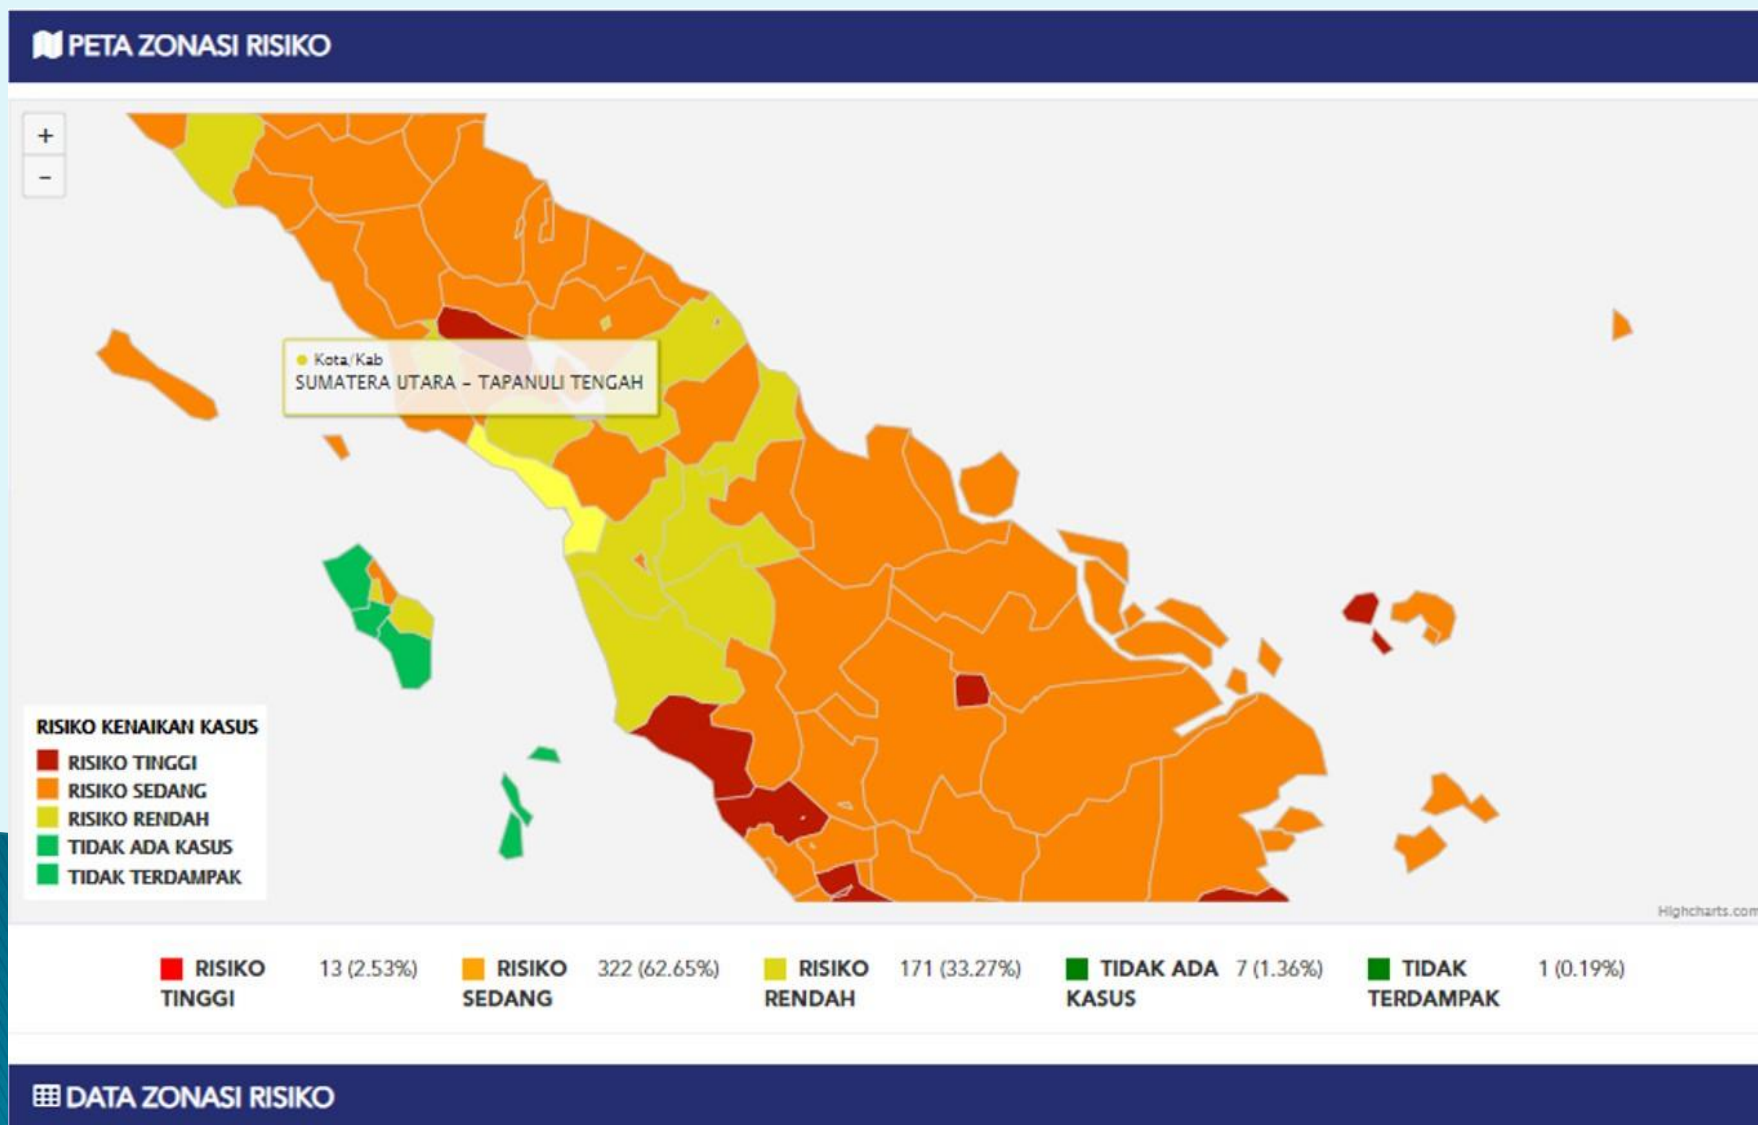 PETA ZONASI RISIKO
+
-
Kota/Kab
SUMATERA UTARA - TAPANULI TENGAH
RISIKO KENAIKAN KASUS
RISIKO TINGGI
RISIKO SEDANG
RISIKO RENDAH
TIDAK ADA KASUS
TIDAK TERDAMPAK
Highcharts.com
RISIKO TINGGI 13 (2.53%)
RISIKO SEDANG 322 (62.65%)
RISIKO RENDAH 171 (33.27%)
TIDAK ADA KASUS 7 (1.36%)
TIDAK TERDAMPAK 1 (0.19%)
DATA ZONASI RISIKO